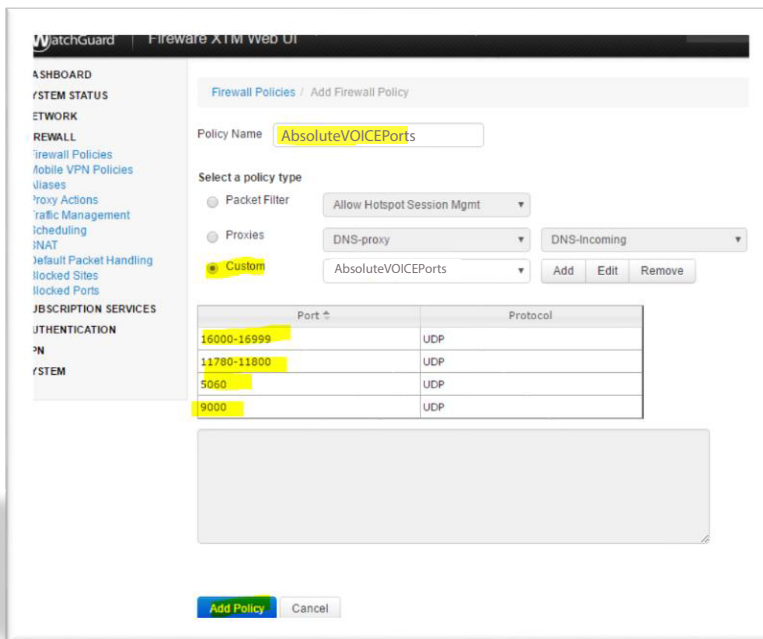 WatchGuard Fireware XTM Web UI
ASHBOARD
YSTEM STATUS
ETWORK
REWALL
Firewall Policies
Mobile VPN Policies
Aliases
Proxy Actions
Traffic Management
Scheduling
SNAT
Default Packet Handling
Blocked Sites
Blocked Ports
UBSCRIPTION SERVICES
UTHENTICATION
PN
YSTEM
Firewall Policies / Add Firewall Policy
Policy Name AbsoluteVOICEPorts
Select a policy type
Packet Filter Allow Hotspot Session Mgmt
Proxies DNS-proxy DNS-Incoming
Custom AbsoluteVOICEPorts Add Edit Remove
Port Protocol
16000-16999 UDP
11780-11800 UDP
5060 UDP
9000 UDP
Add Policy Cancel